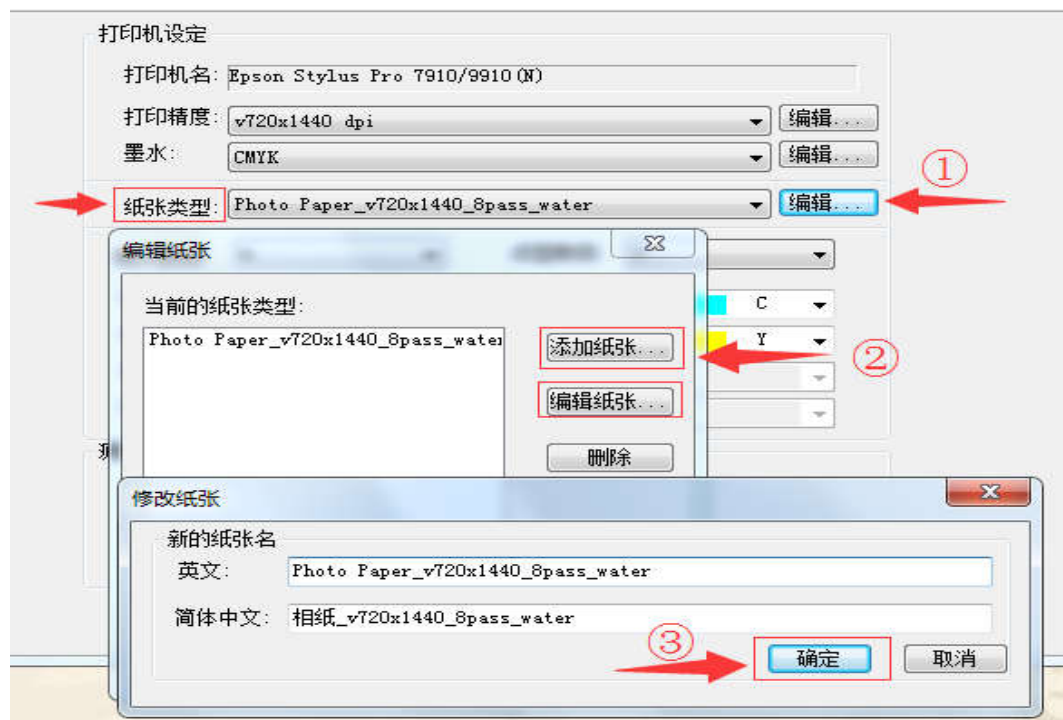 打印机设定
打印机名: Epson Stylus Pro 7910/9910(N)
打印精度: v720x1440 dpi 编辑...
墨水: CMYK 编辑...
①
纸张类型: Photo Paper_v720x1440_8pass_water 编辑...
编辑纸张
当前的纸张类型:
C
Photo Paper_v720x1440_8pass_water
添加纸张...
Y
②
编辑纸张...
删除
修改纸张
新的纸张名
英文: Photo Paper_v720x1440_8pass_water
简体中文: 相纸_v720x1440_8pass_water
③
确定 取消